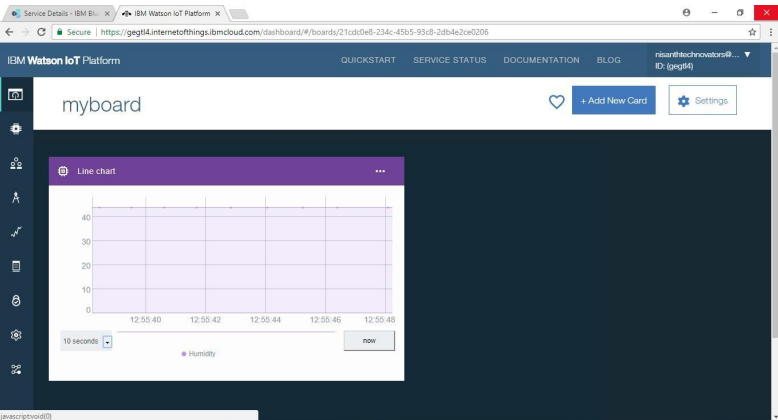 Service Details - IBM Blu
IBM Watson IoT Platform
Secure | https://gegtl4.internetofthings.ibmcloud.com/dashboard/#/boards/21cdc0e8-234c-45b5-93c8-2db4e2ce0206
IBM Watson IoT Platform
QUICKSTART
SERVICE STATUS
DOCUMENTATION
BLOG
nisanthtechnovators@...
ID: (gegtl4)
myboard
+ Add New Card
Settings
Line chart
40
30
20
10
0
12:55:40
12:55:42
12:55:44
12:55:46
12:55:48
10 seconds
now
Humidity
javascript:void(0)